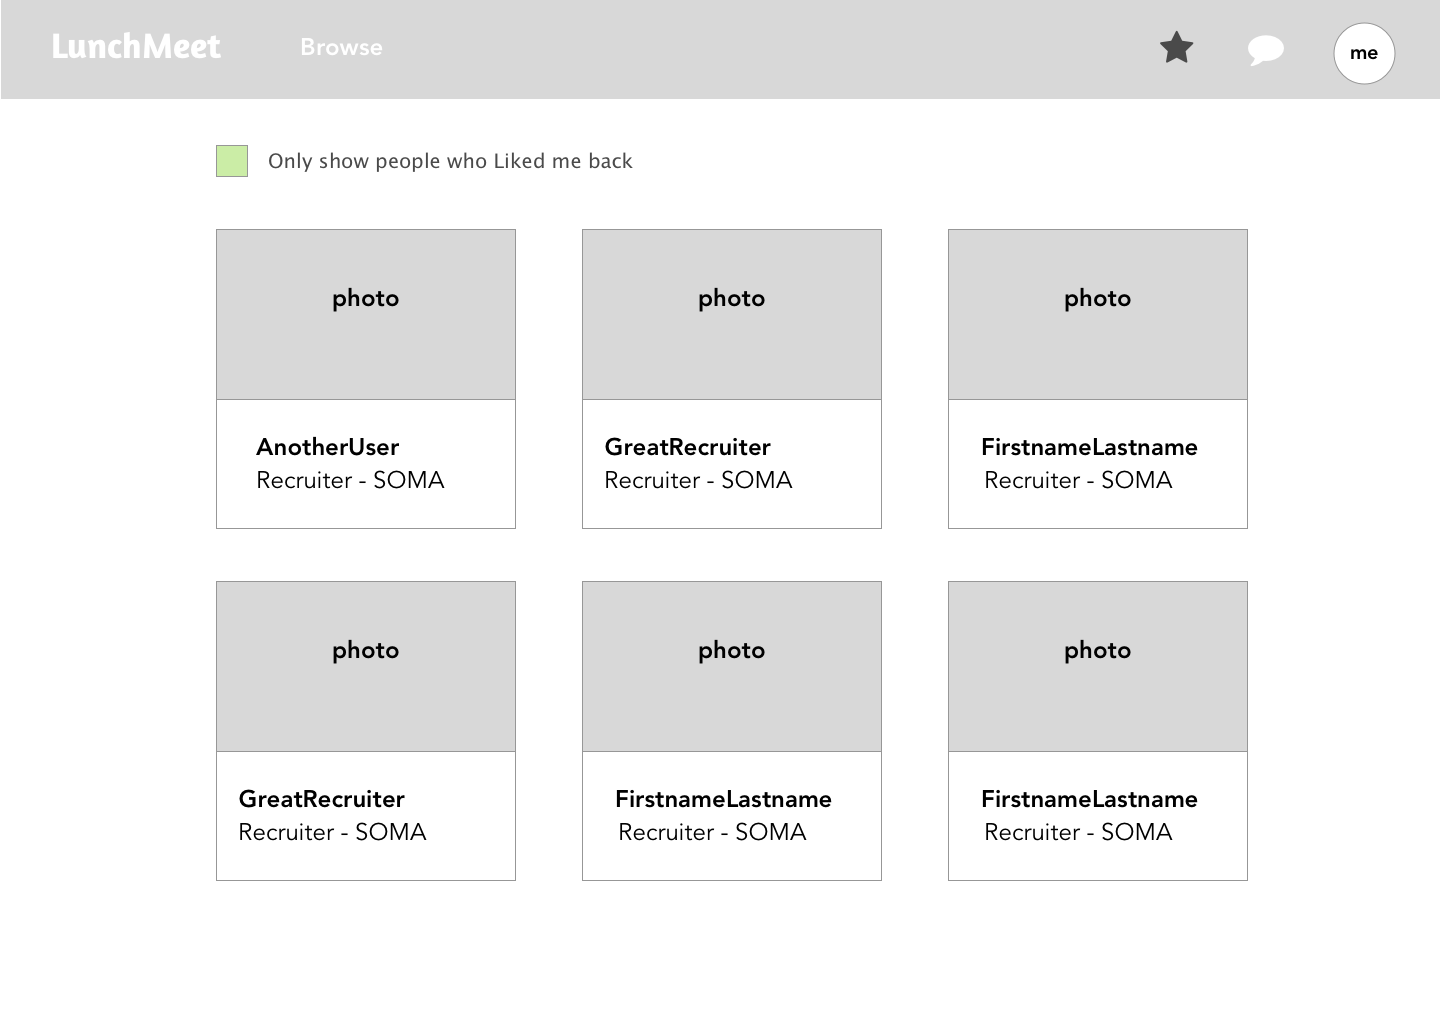 LunchMeet
Browse
me
Only show people who Liked me back
photo
photo
photo
AnotherUser
Recruiter - SOMA
GreatRecruiter
Recruiter - SOMA
FirstnameLastname
Recruiter - SOMA
photo
photo
photo
GreatRecruiter
Recruiter - SOMA
FirstnameLastname
Recruiter - SOMA
FirstnameLastname
Recruiter - SOMA